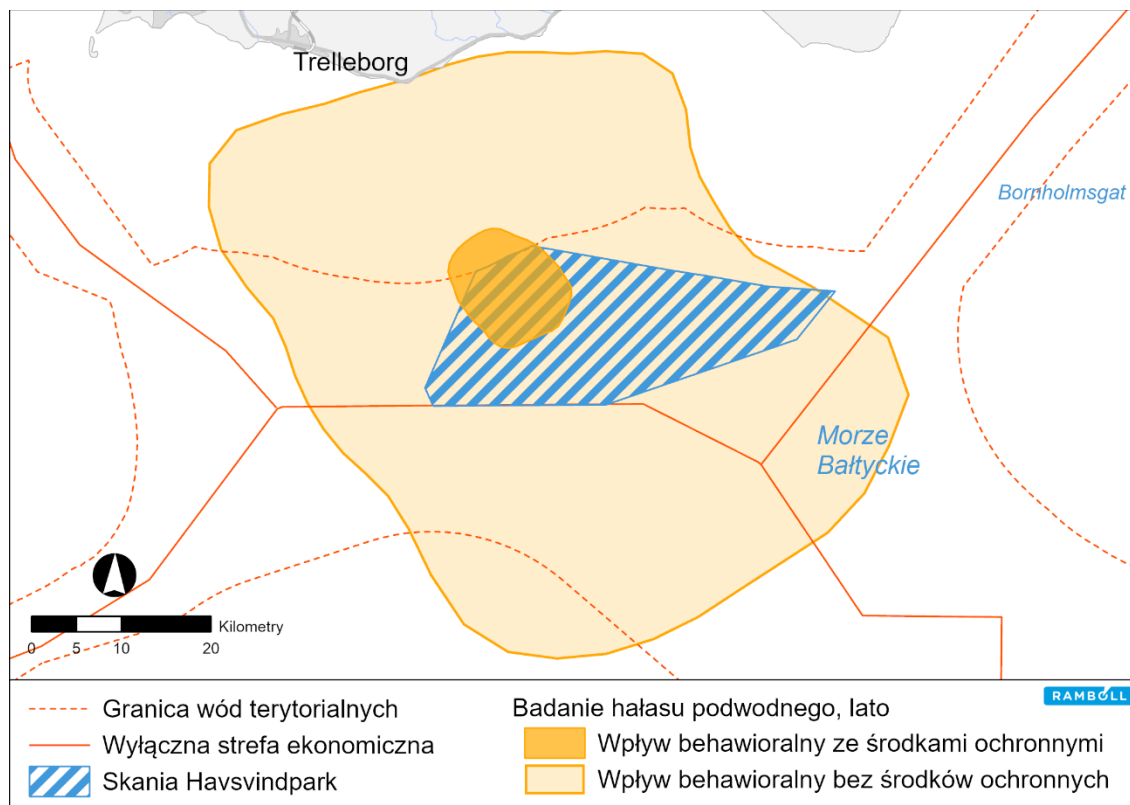 Trelleborg
Bornholmsgat
Morze
Bałtyckie
Kilometry
0 5 10 20
Granica wód terytorialnych
Wyłączna strefa ekonomiczna
Skania Havsvindpark
Badanie hałasu podwodnego, lato
Wpływ behawioralny ze środkami ochronnymi
Wpływ behawioralny bez środków ochronnych
RAMBOLL